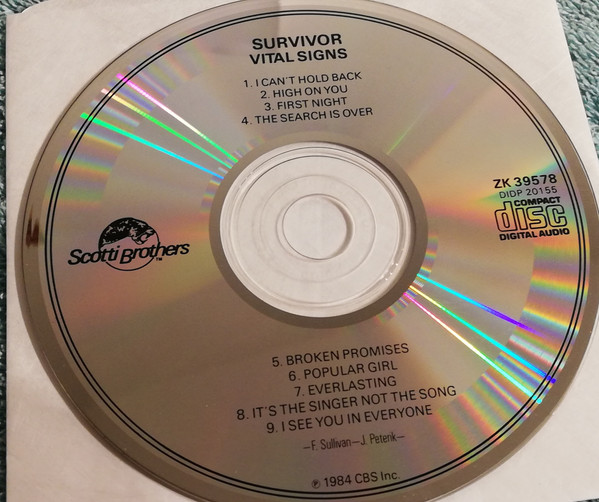 SURVIVOR
VITAL SIGNS
1. I CAN'T HOLD BACK
2. HIGH ON YOU
3. FIRST NIGHT
4. THE SEARCH IS OVER
ZK 39578
DIDP 20155
COMPACT
disc
DIGITAL AUDIO
Scotti Brothers™
5. BROKEN PROMISES
6. POPULAR GIRL
7. EVERLASTING
8. IT'S THE SINGER NOT THE SONG
9. I SEE YOU IN EVERYONE
—F. Sullivan—J. Peterik—
℗ 1984 CBS Inc.